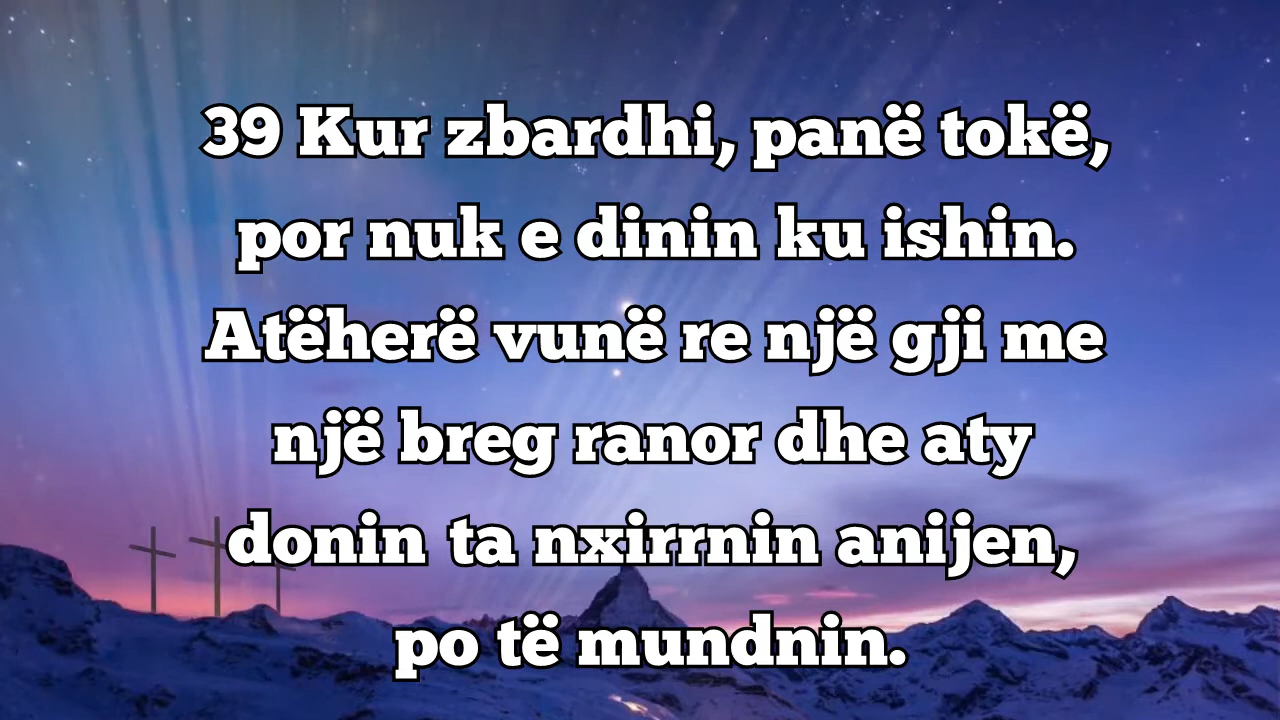 39 Kur zbardhi, panë tokë,
por nuk e dinin ku ishin.
Atëherë vunë re një gji me
një breg ranor dhe aty
donin ta nxirrnin anijen,
po të mundnin.